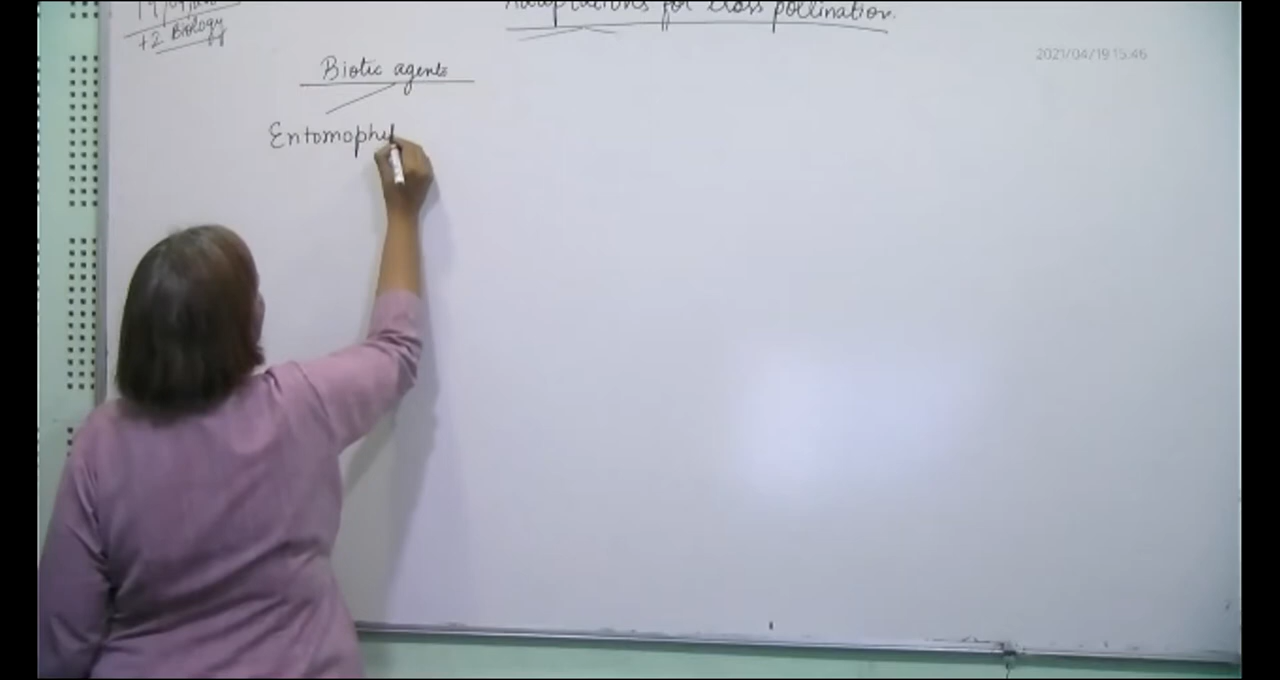 Adaptations for cross pollination.
+2 Biology
2021/04/19 15:46
Biotic agents
Entomophil